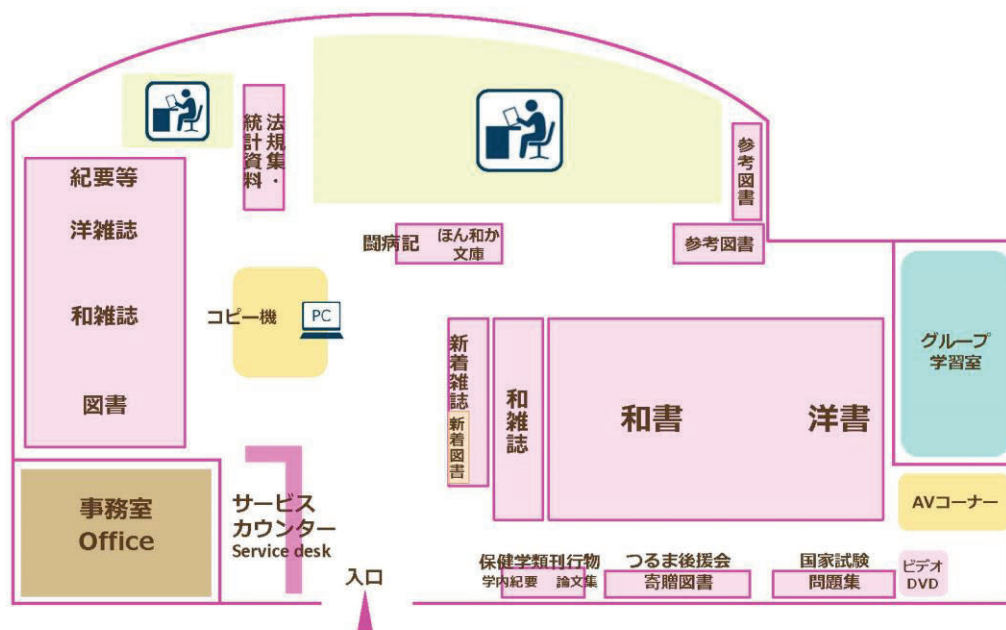 法規集・
統計資料
紀要等
洋雑誌
和雑誌
図書
参考図書
闘病記
ほん和か
文庫
参考図書
コピー機
PC
新着雑誌
新着図書
和雑誌
和書
洋書
グループ
学習室
AVコーナー
事務室
Office
サービス
カウンター
Service desk
入口
保健学類刊行物
学内紀要 論文集
つるま後援会
寄贈図書
国家試験
問題集
ビデオ
DVD